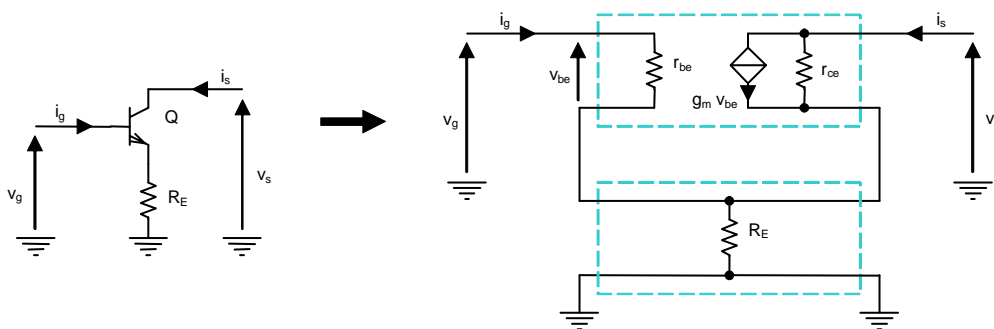 i_g
i_s
Q
v_g
R_E
v_s
i_g
i_s
v_be
r_be
r_ce
g_m v_be
v_g
v
R_E